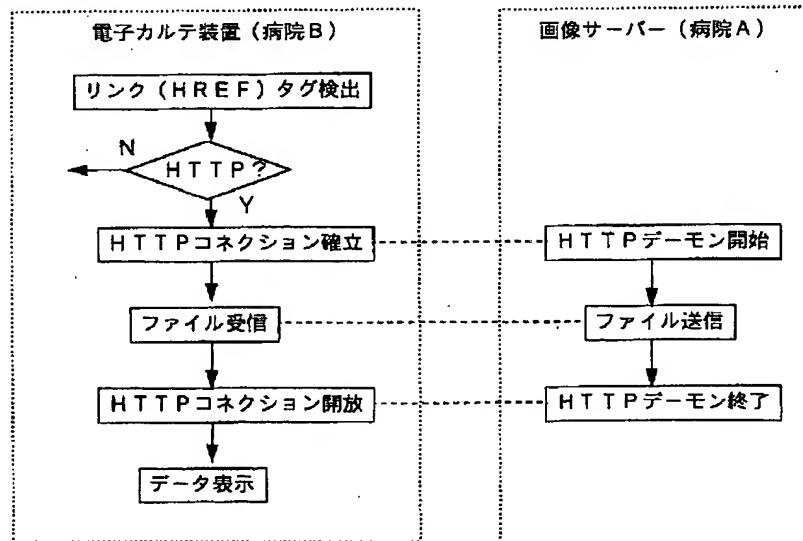 電子カルテ装置（病院B）
リンク（HREF）タグ検出
HTTP?
N
Y
HTTPコネクション確立
ファイル受信
HTTPコネクション開放
データ表示
画像サーバー（病院A）
HTTPデーモン開始
ファイル送信
HTTPデーモン終了